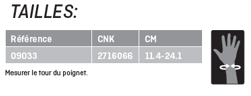 TAILLES:
Référence CNK CM
09033 2716066 11.4-24.1
Mesurer le tour du poignet.